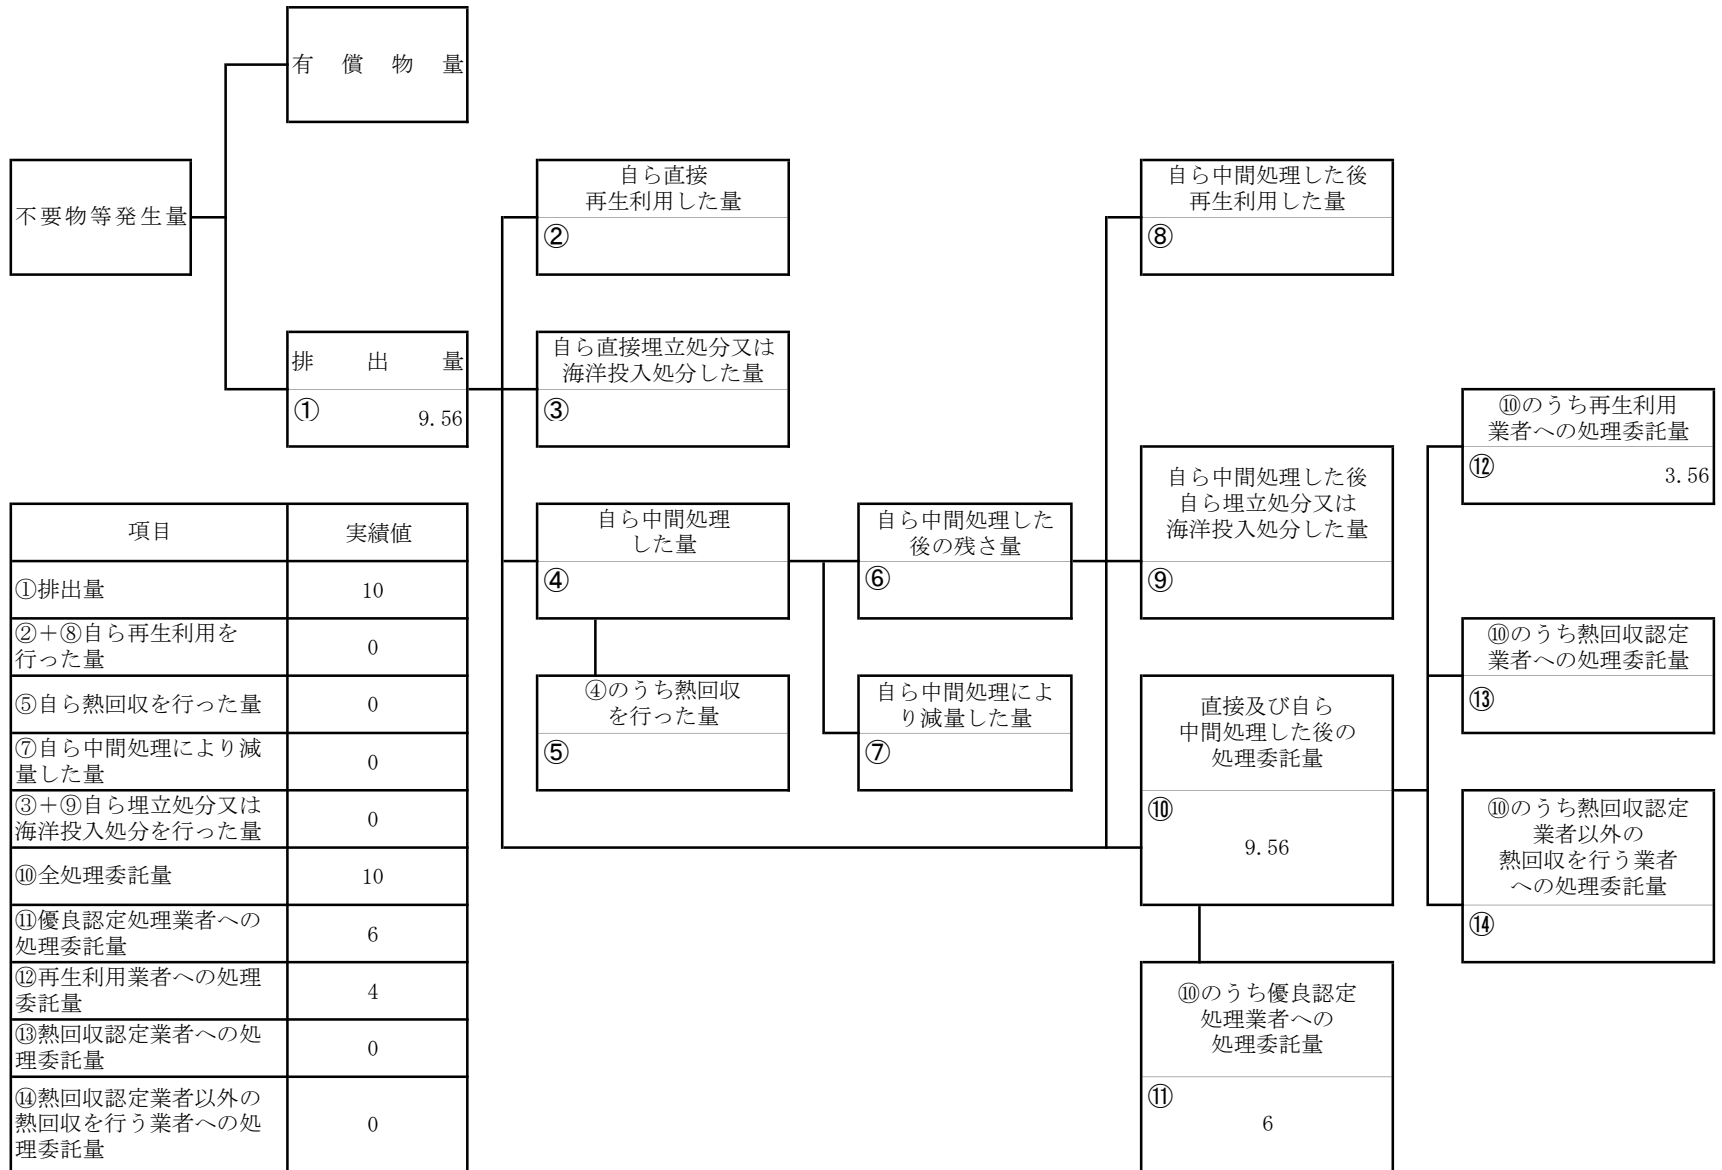 有償物量
不要物等発生量
排出量
①
9.56
自ら直接
再生利用した量
②
自ら直接埋立処分又は
海洋投入処分した量
③
自ら中間処理
した量
④
④のうち熱回収
を行った量
⑤
自ら中間処理した
後の残さ量
⑥
自ら中間処理によ
り減量した量
⑦
自ら中間処理した後
再生利用した量
⑧
自ら中間処理した後
自ら埋立処分又は
海洋投入処分した量
⑨
直接及び自ら
中間処理した後の
処理委託量
⑩
9.56
⑩のうち優良認定
処理業者への
処理委託量
⑪
6
⑩のうち再生利用
業者への処理委託量
⑫
3.56
⑩のうち熱回収認定
業者への処理委託量
⑬
⑩のうち熱回収認定
業者以外の
熱回収を行う業者
への処理委託量
⑭
項目
実績値
①排出量
10
②＋⑧自ら再生利用を
行った量
0
⑤自ら熱回収を行った量
0
⑦自ら中間処理により減
量した量
0
③＋⑨自ら埋立処分又は
海洋投入処分を行った量
0
⑩全処理委託量
10
⑪優良認定処理業者への
処理委託量
6
⑫再生利用業者への処理
委託量
4
⑬熱回収認定業者への処
理委託量
0
⑭熱回収認定業者以外の
熱回収を行う業者への処
理委託量
0